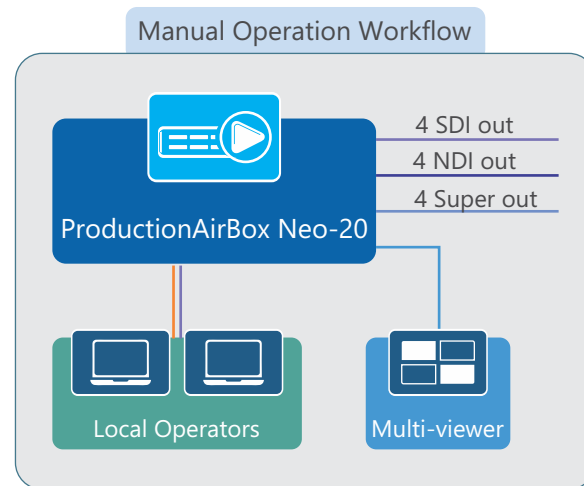 Manual Operation Workflow
4 SDI out
4 NDI out
4 Super out
ProductionAirBox Neo-20
Local Operators
Multi-viewer